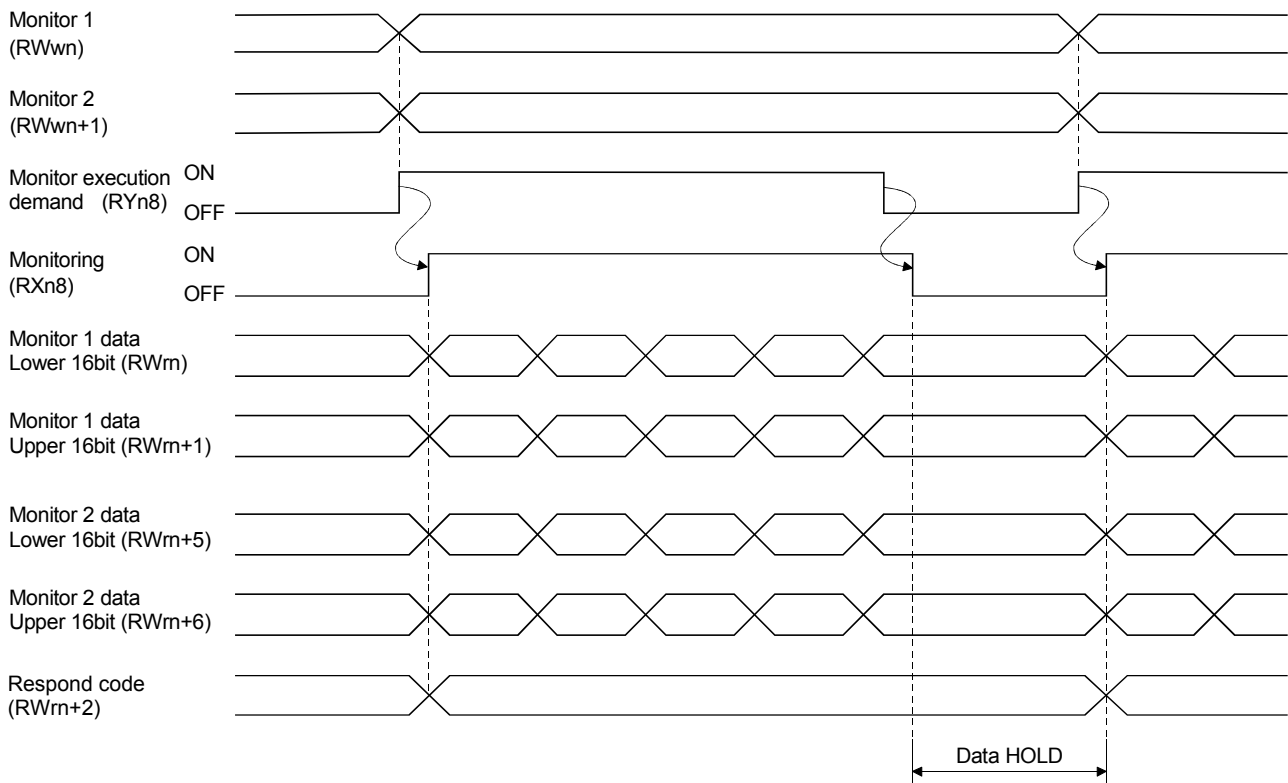 Monitor 1
(RWwn)
Monitor 2
(RWwn+1)
Monitor execution ON
demand (RYn8) OFF
Monitoring ON
(RXn8) OFF
Monitor 1 data
Lower 16bit (RWrn)
Monitor 1 data
Upper 16bit (RWrn+1)
Monitor 2 data
Lower 16bit (RWrn+5)
Monitor 2 data
Upper 16bit (RWrn+6)
Respond code
(RWrn+2)
Data HOLD